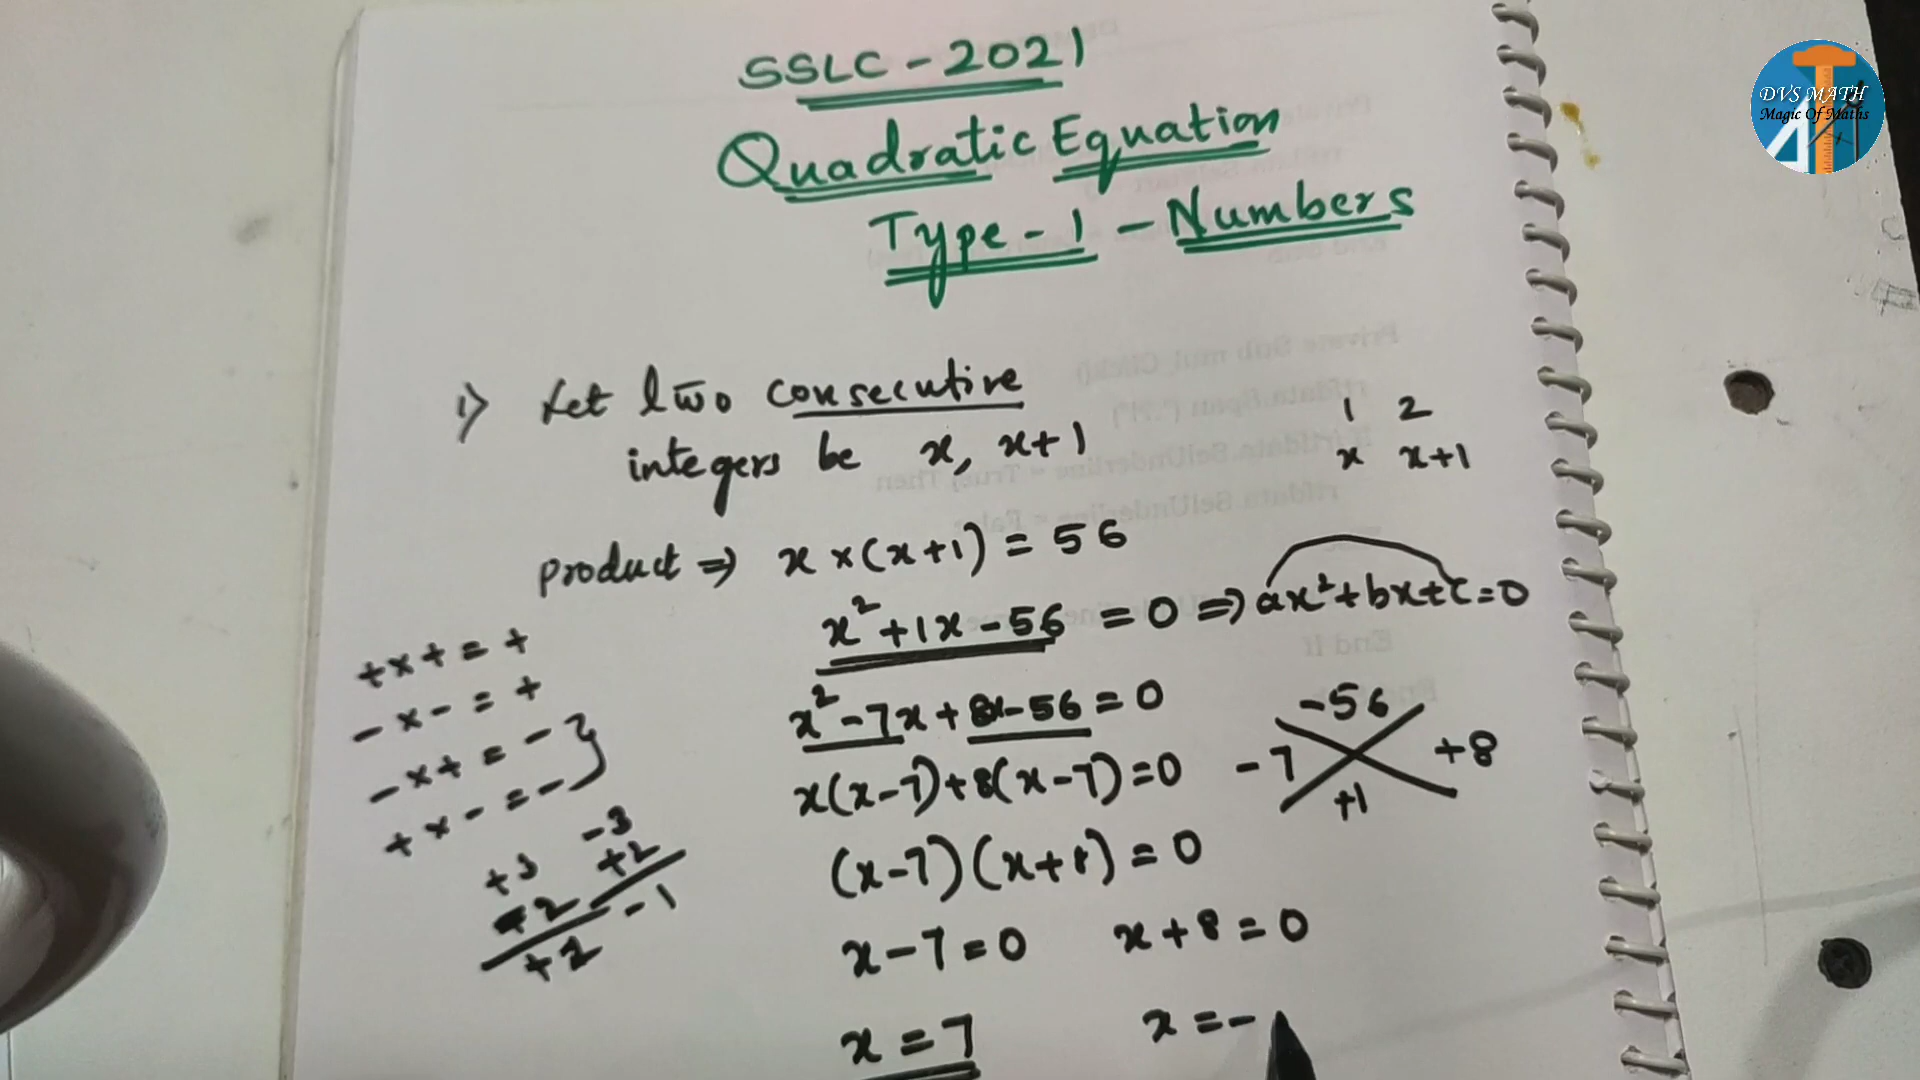 SSLC - 2021
Quadratic Equation
Type - 1 - Numbers
DVS MATH
Magic Of Maths
1) Let two consecutive
integers be x, x+1
1 2
x x+1
product ⇒ x × (x+1) = 56
x² + 1x - 56 = 0 ⇒ ax² + bx + c = 0
x² - 7x + 8x - 56 = 0
x(x-7)+8(x-7)=0
(x-7)(x+8)=0
x-7=0 x+8=0
x=7 x=-
-56
-7 +8
+1
+×+=+
-×-=+
-×+=-
+×-=-
+3 -3
+2 +2
+2 -1